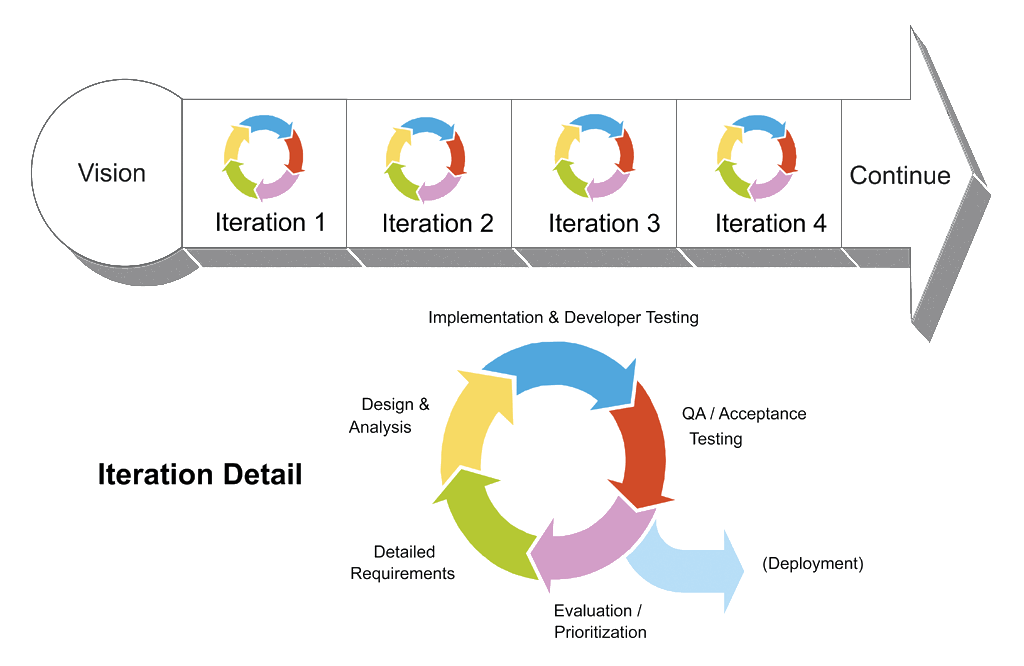 Vision
Iteration 1
Iteration 2
Iteration 3
Iteration 4
Continue
Implementation & Developer Testing
Design &
Analysis
QA / Acceptance
Testing
Iteration Detail
Detailed
Requirements
(Deployment)
Evaluation /
Prioritization